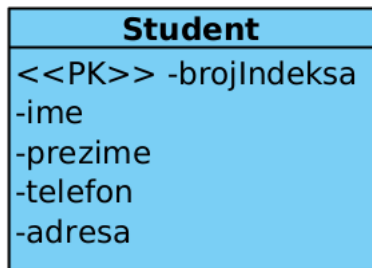 Student
<<PK>> -brojIndeksa
-ime
-prezime
-telefon
-adresa